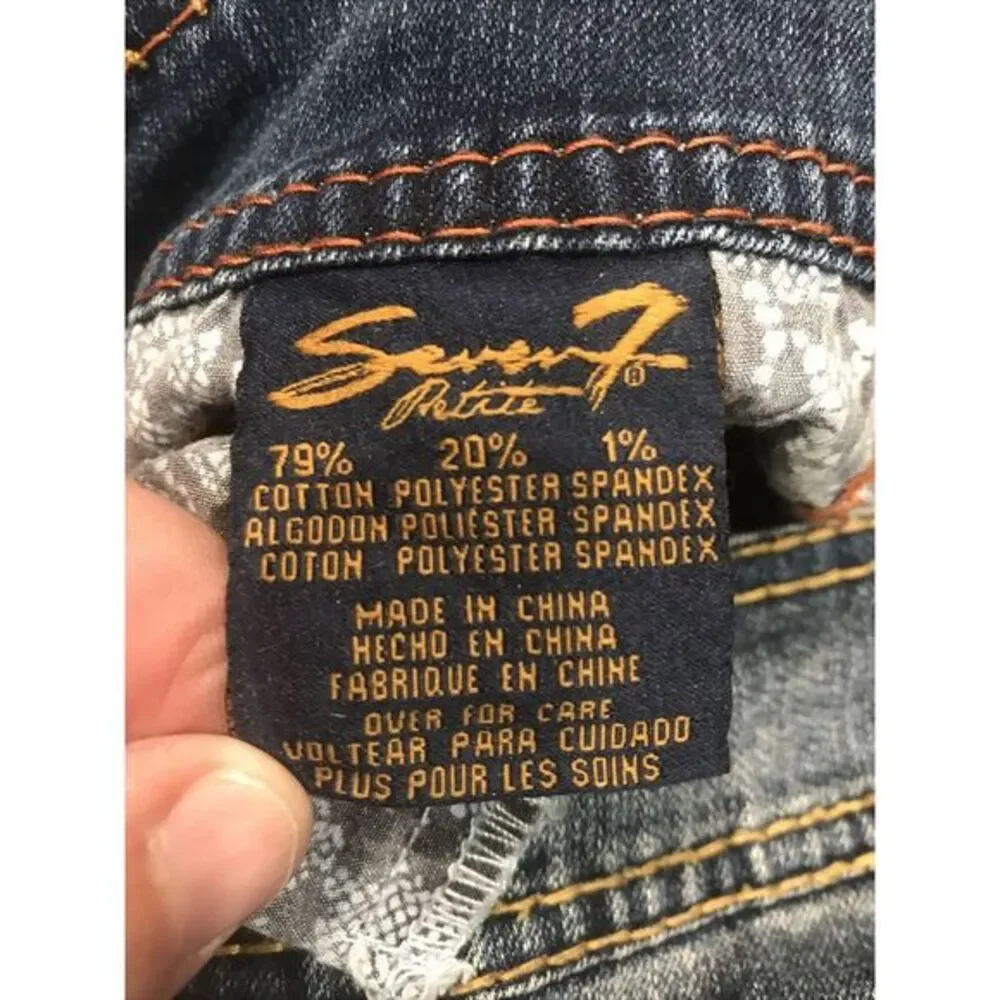 Seven7®
Petite
79% 20% 1%
COTTON POLYESTER SPANDEX
ALGODON POLIÉSTER SPANDEX
COTON POLYESTER SPANDEX
MADE IN CHINA
HECHO EN CHINA
FABRIQUE EN CHINE
OVER FOR CARE
VOLTEAR PARA CUIDADO
PLUS POUR LES SOINS